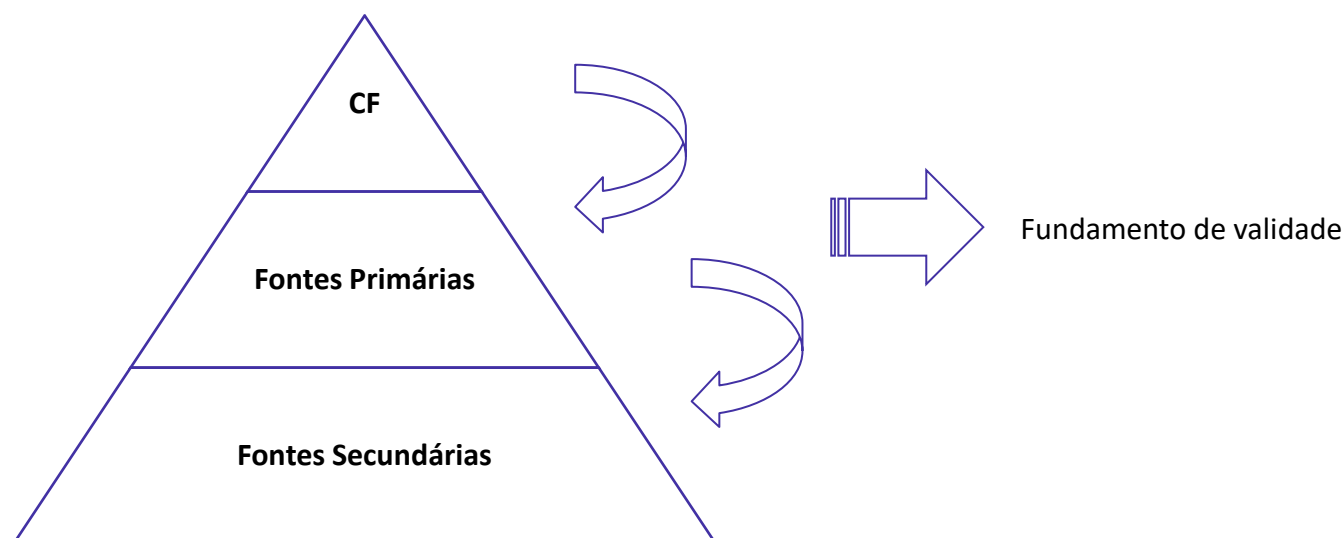 CF
Fundamento de validade
Fontes Primárias
Fontes Secundárias